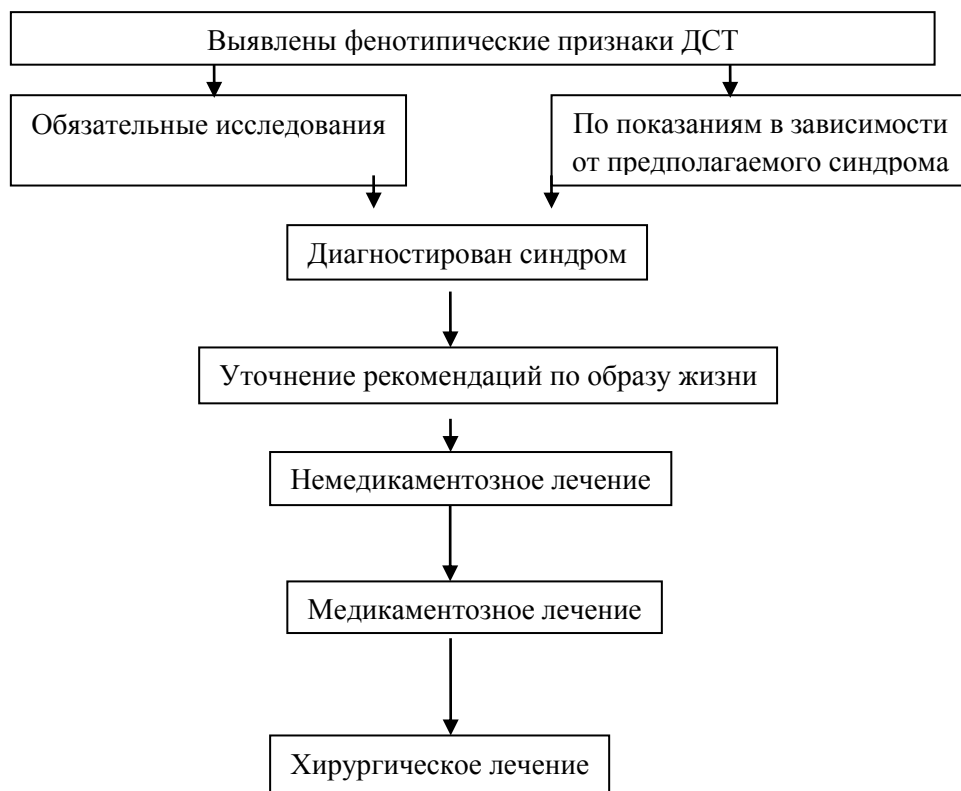 Выявлены фенотипические признаки ДСТ
Обязательные исследования
По показаниям в зависимости
от предполагаемого синдрома
Диагностирован синдром
Уточнение рекомендаций по образу жизни
Немедикаментозное лечение
Медикаментозное лечение
Хирургическое лечение